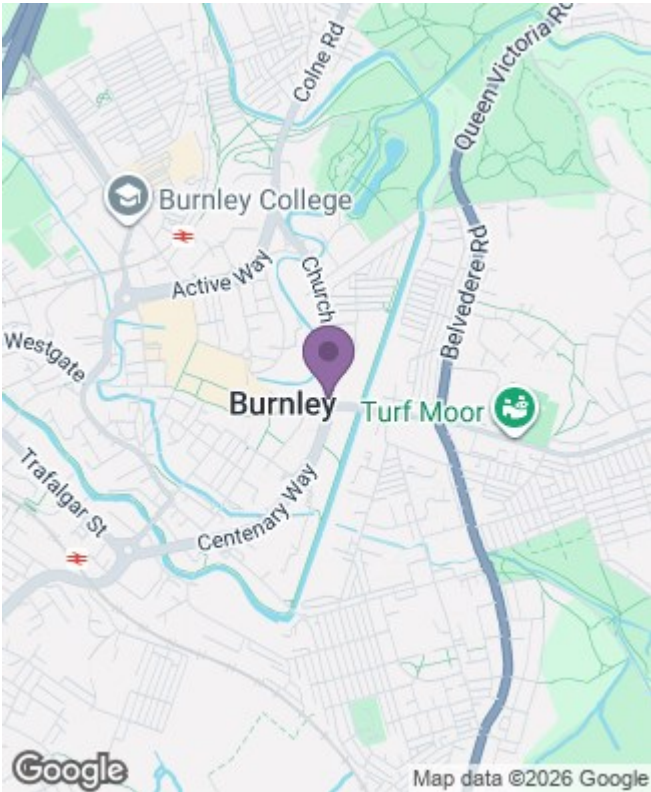 Colne Rd
Queen Victoria Rd
Burnley College
Belvedere Rd
Active Way
Church
Westgate
Burnley
Turf Moor
Trafalgar St
Centenary Way
Google
Map data ©2026 Google